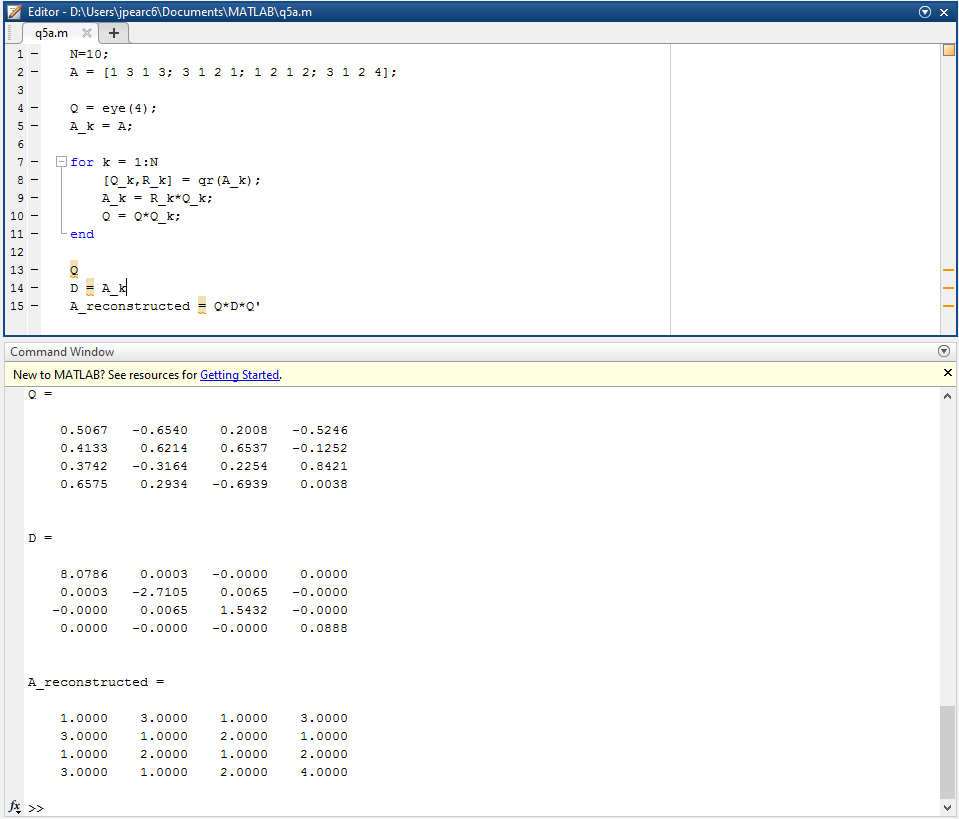 Editor - D:\Users\jpearc6\Documents\MATLAB\q5a.m
q5a.m
1 N=10;
2 A = [1 3 1 3; 3 1 2 1; 1 2 1 2; 3 1 2 4];
3
4 Q = eye(4);
5 A_k = A;
6
7 for k = 1:N
8 [Q_k,R_k] = qr(A_k);
9 A_k = R_k*Q_k;
10 Q = Q*Q_k;
11 end
12
13 Q
14 D = A_k
15 A_reconstructed = Q*D*Q'
Command Window
New to MATLAB? See resources for Getting Started.
Q =
0.5067 -0.6540 0.2008 -0.5246
0.4133 0.6214 0.6537 -0.1252
0.3742 -0.3164 0.2254 0.8421
0.6575 0.2934 -0.6939 0.0038
D =
8.0786 0.0003 -0.0000 0.0000
0.0003 -2.7105 0.0065 -0.0000
-0.0000 0.0065 1.5432 -0.0000
0.0000 -0.0000 -0.0000 0.0888
A_reconstructed =
1.0000 3.0000 1.0000 3.0000
3.0000 1.0000 2.0000 1.0000
1.0000 2.0000 1.0000 2.0000
3.0000 1.0000 2.0000 4.0000
fx >>